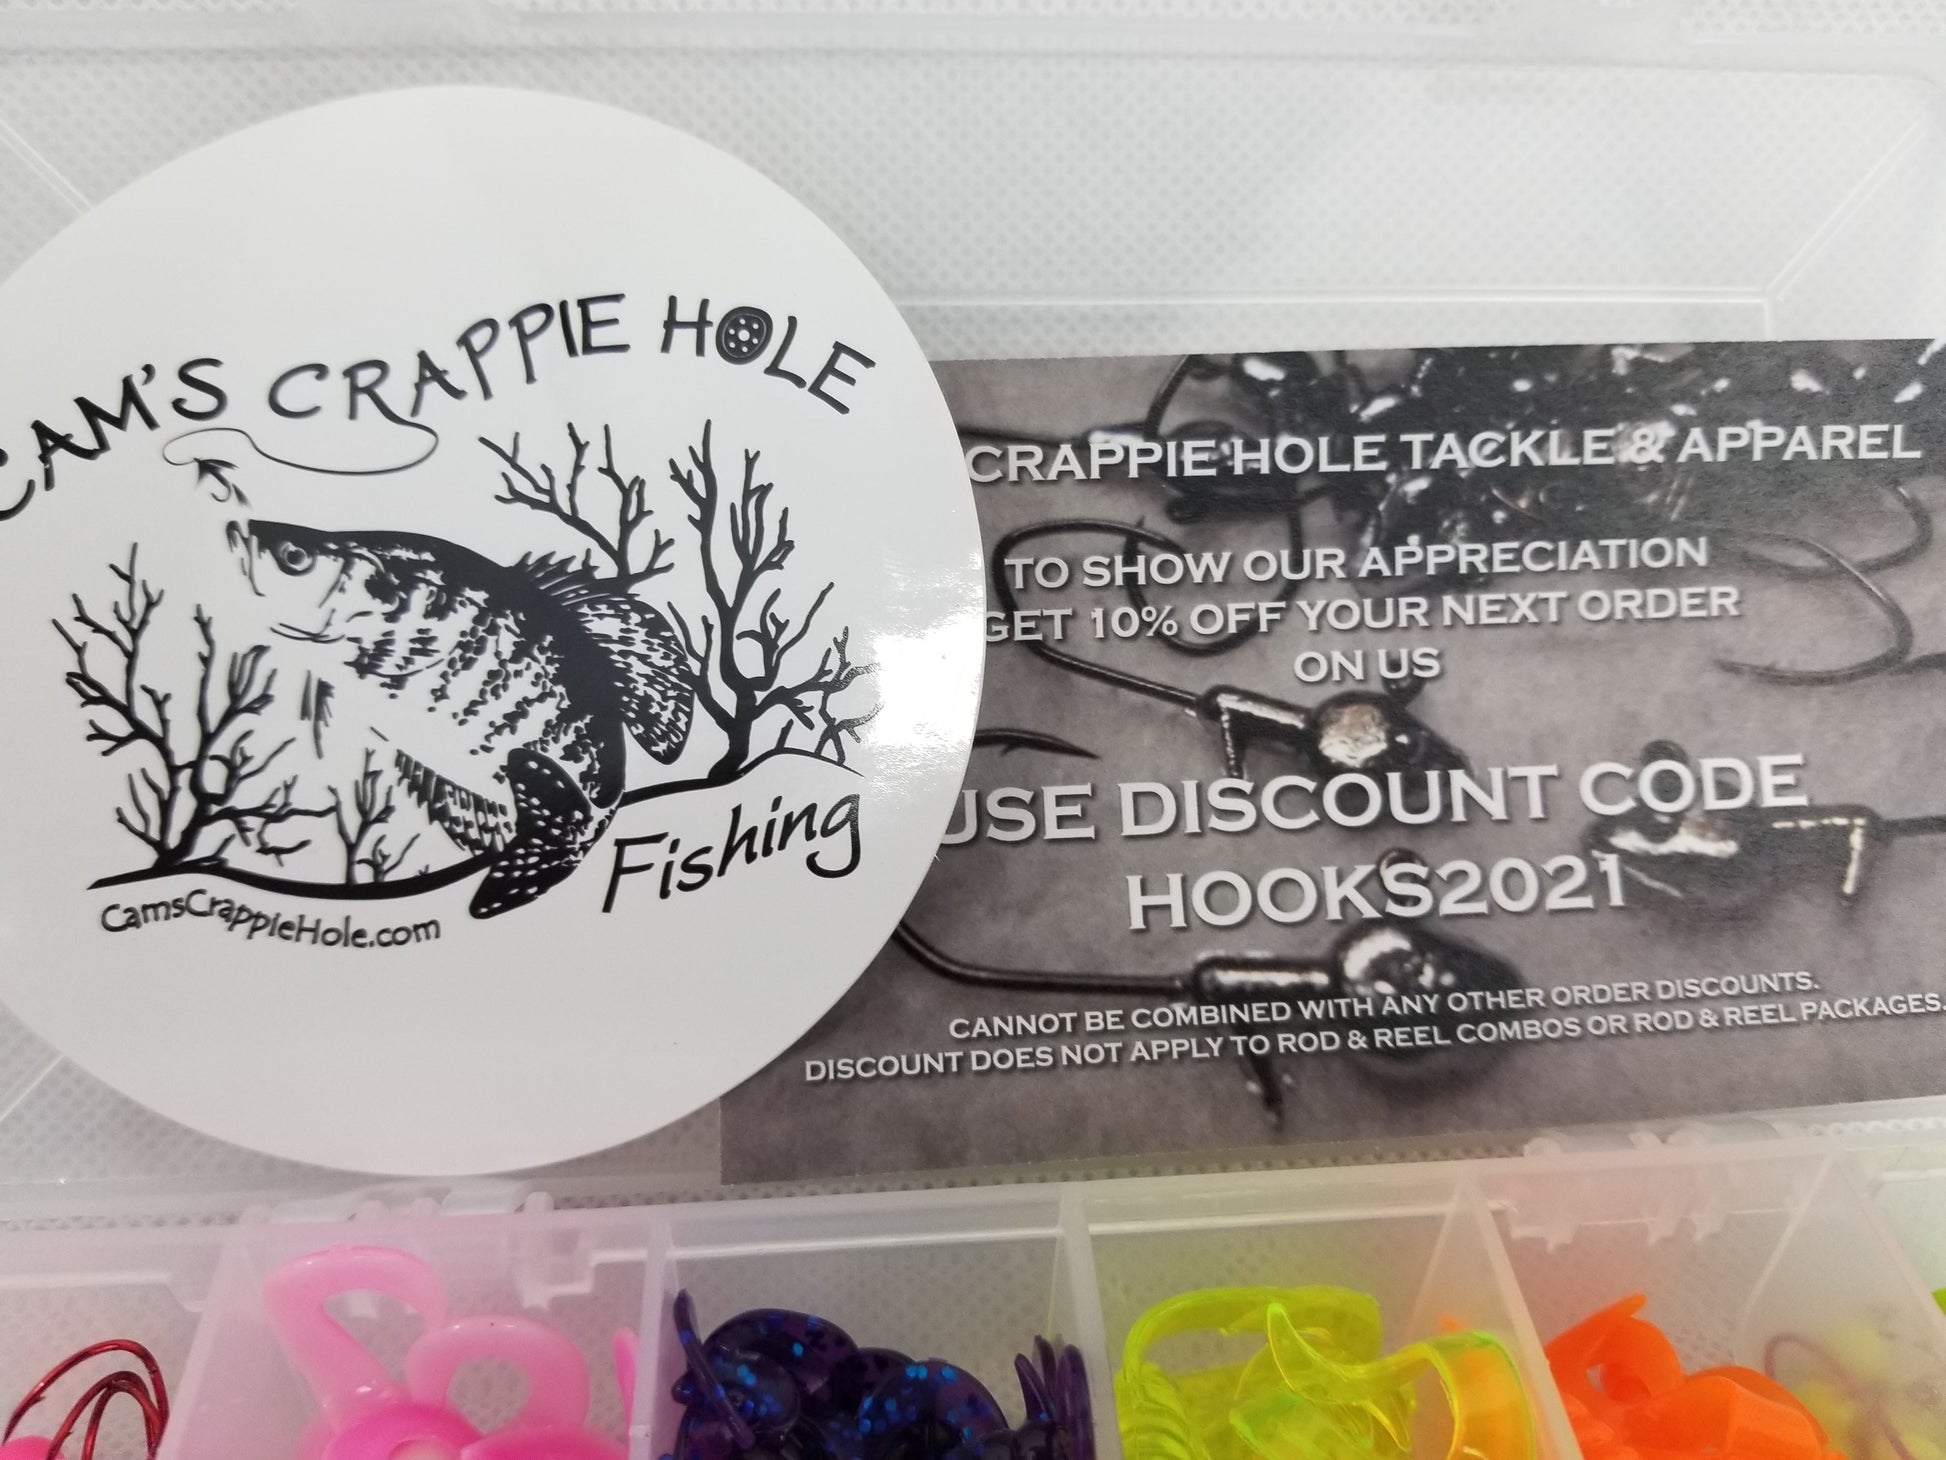 CAM'S CRAPPIE HOLE
Fishing
CamsCrappieHole.com
CRAPPIE HOLE TACKLE & APPAREL
TO SHOW OUR APPRECIATION
GET 10% OFF YOUR NEXT ORDER
ON US
USE DISCOUNT CODE
HOOKS2021
CANNOT BE COMBINED WITH ANY OTHER ORDER DISCOUNTS.
DISCOUNT DOES NOT APPLY TO ROD & REEL COMBOS OR ROD & REEL PACKAGES.